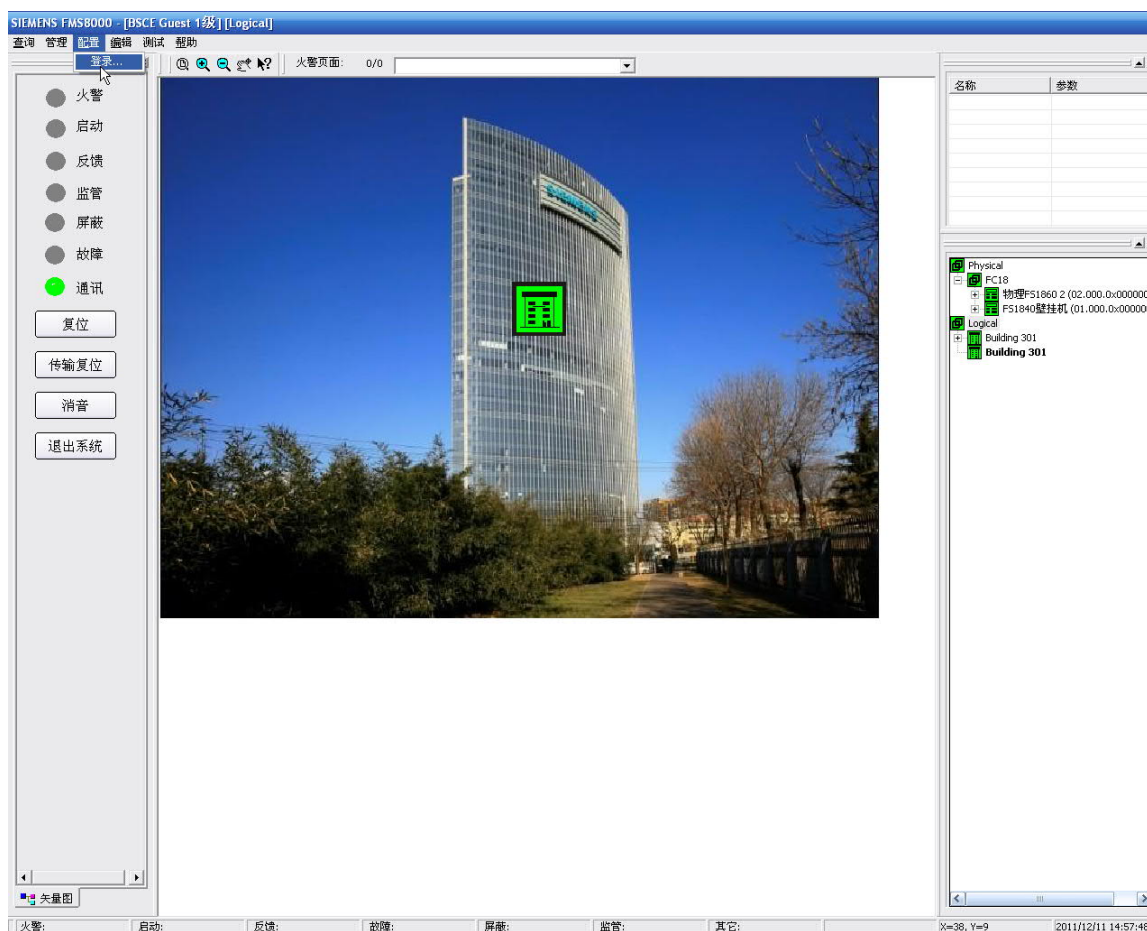 SIEMENS FMS8000 - [BSCE Guest 1级] [Logical]
查询 管理 配置 编辑 测试 帮助
登录...
火警页面: 0/0
火警
启动
反馈
监管
屏蔽
故障
通讯
复位
传输复位
消音
退出系统
矢量图
SIEMENS
名称 参数
Physical
FC18
物理FS1860 2 (02.000.0x000000
FS1840壁挂机 (01.000.0x00000
Logical
Building 301
Building 301
火警: 启动: 反馈: 故障: 屏蔽: 监管: 其它: X=38, Y=9 2011/12/11 14:57:48